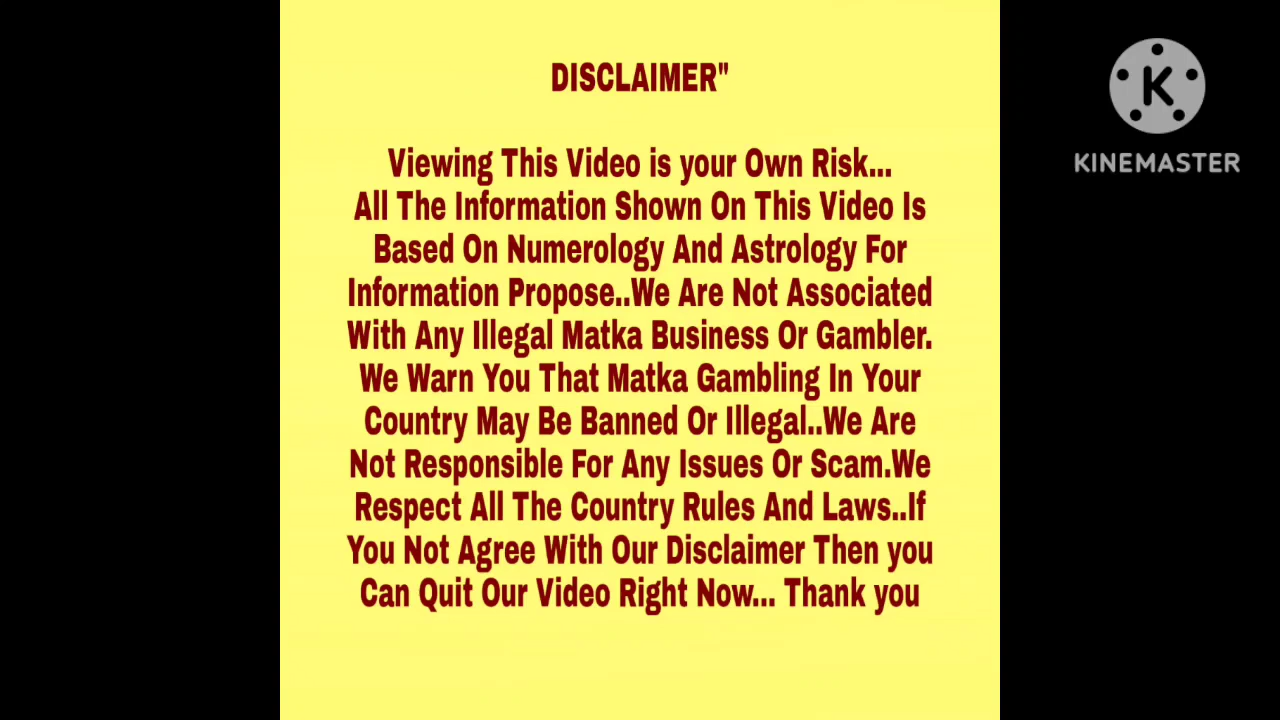 DISCLAIMER"
Viewing This Video is your Own Risk...
All The Information Shown On This Video Is
Based On Numerology And Astrology For
Information Propose..We Are Not Associated
With Any Illegal Matka Business Or Gambler.
We Warn You That Matka Gambling In Your
Country May Be Banned Or Illegal..We Are
Not Responsible For Any Issues Or Scam.We
Respect All The Country Rules And Laws..If
You Not Agree With Our Disclaimer Then you
Can Quit Our Video Right Now... Thank you
K
KINEMASTER